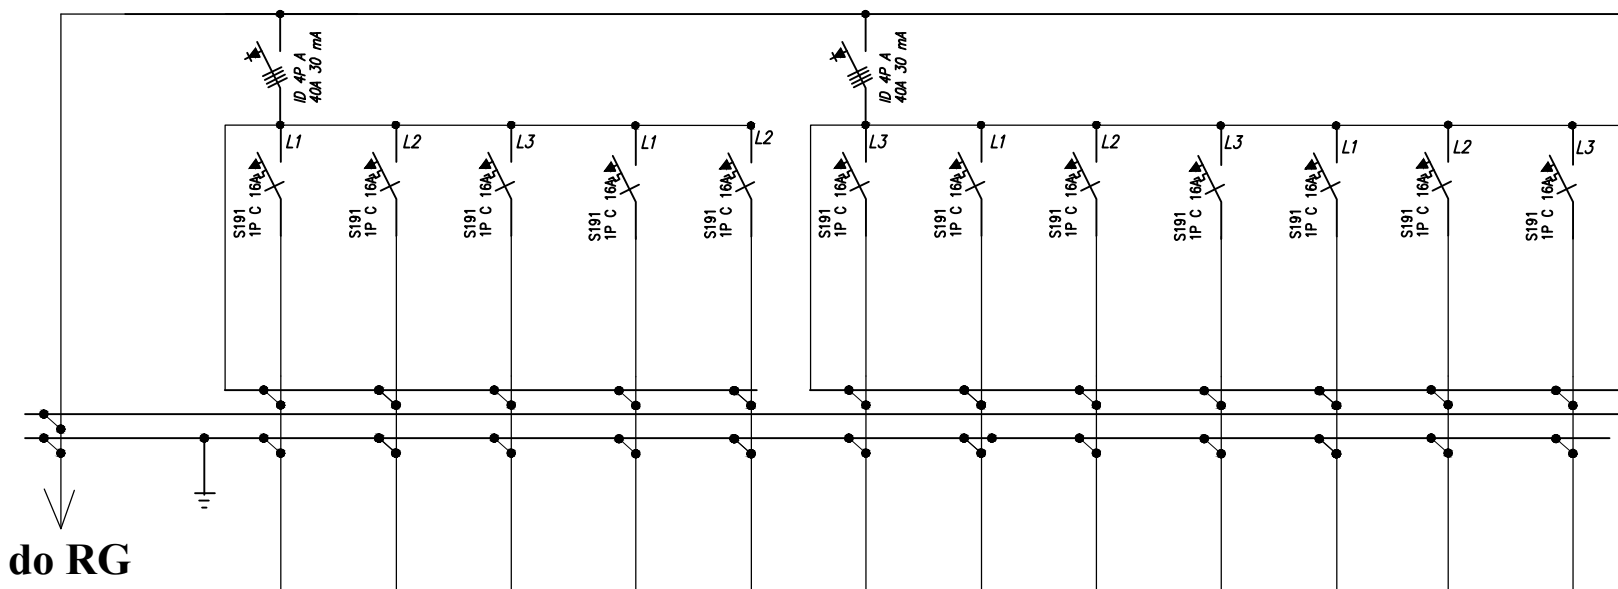 ID 4P A
40A 30 mA
ID 4P A
40A 30 mA
L1
L2
L3
L1
L2
L3
L1
L2
L3
L1
L2
L3
S191
1P C 16A
S191
1P C 16A
S191
1P C 16A
S191
1P C 16A
S191
1P C 16A
S191
1P C 16A
S191
1P C 16A
S191
1P C 16A
S191
1P C 16A
S191
1P C 16A
S191
1P C 16A
S191
1P C 16A
do RG